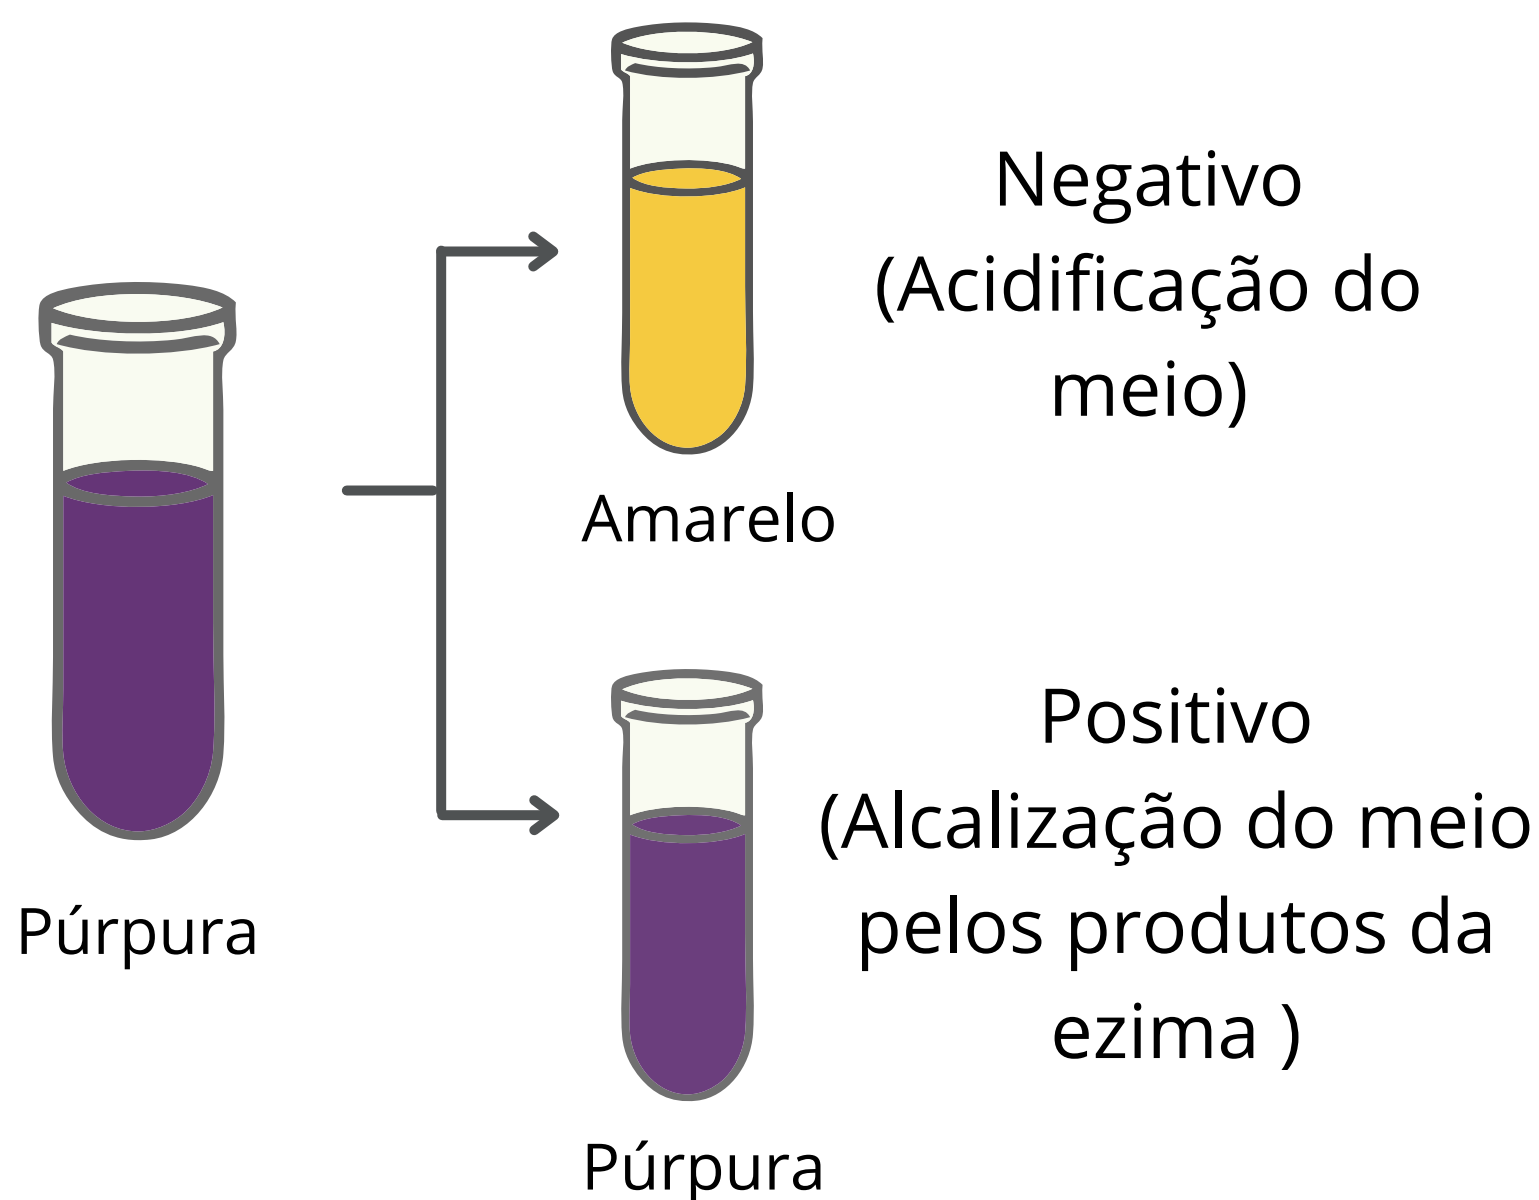 Negativo
(Acidificação do
meio)
Amarelo
Positivo
(Alcalização do meio
pelos produtos da
ezima )
Púrpura
Púrpura